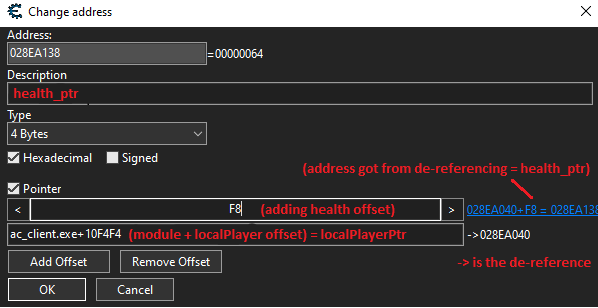 Change address
Address:
028EA138 =00000064
Description
health_ptr
Type
4 Bytes
Hexadecimal Signed
(address got from de-referencing = health_ptr)
Pointer
< F8 (adding health offset) > 028EA040+F8 = 028EA138
ac_client.exe+10F4F4 (module + localPlayer offset) = localPlayerPtr ->028EA040
Add Offset Remove Offset -> is the de-reference
OK Cancel